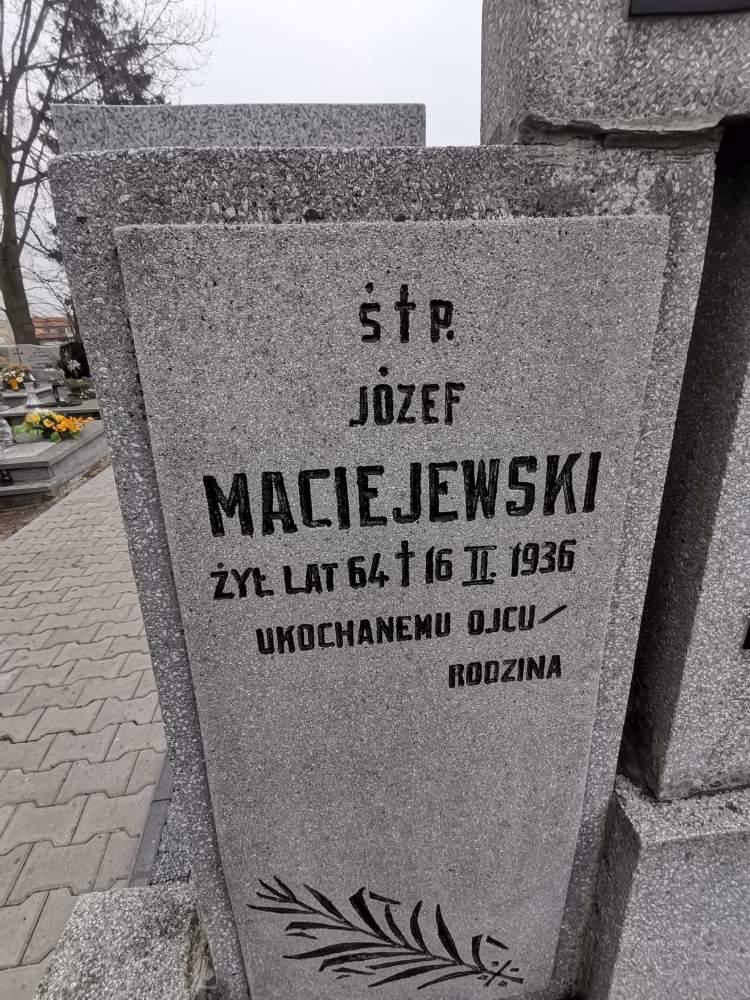 Ś † P.
JÓZEF
MACIEJEWSKI
ŻYŁ LAT 64 † 16 II. 1936
UKOCHANEMU OJCU/
RODZINA